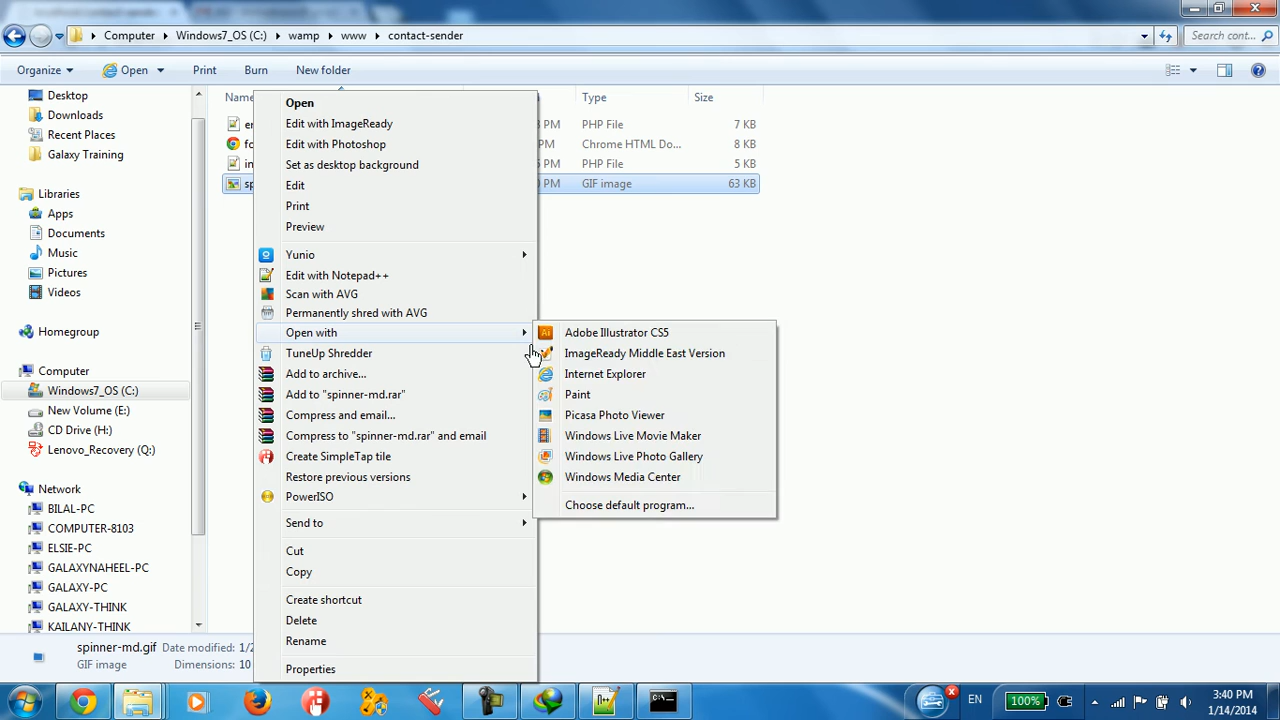 Computer Windows7_OS (C:) wamp www contact-sender
Search cont...
Organize Open Print Burn New folder
Desktop
Downloads
Recent Places
Galaxy Training
Libraries
Apps
Documents
Music
Pictures
Videos
Homegroup
Computer
Windows7_OS (C:)
New Volume (E:)
CD Drive (H:)
Lenovo_Recovery (Q:)
Network
BILAL-PC
COMPUTER-8103
ELSIE-PC
GALAXYNAHEEL-PC
GALAXY-PC
GALAXY-THINK
KAILANY-THINK
Type Size
PM PHP File 7 KB
PM Chrome HTML Do... 8 KB
PM PHP File 5 KB
PM GIF image 63 KB
Open
Edit with ImageReady
Edit with Photoshop
Set as desktop background
Edit
Print
Preview
Yunio
Edit with Notepad++
Scan with AVG
Permanently shred with AVG
Open with
TuneUp Shredder
Add to archive...
Add to "spinner-md.rar"
Compress and email...
Compress to "spinner-md.rar" and email
Create SimpleTap tile
Restore previous versions
PowerISO
Send to
Cut
Copy
Create shortcut
Delete
Rename
Properties
Adobe Illustrator CS5
ImageReady Middle East Version
Internet Explorer
Paint
Picasa Photo Viewer
Windows Live Movie Maker
Windows Live Photo Gallery
Windows Media Center
Choose default program...
spinner-md.gif Date modified: 1/2
GIF image Dimensions: 10
EN 100% 3:40 PM
1/14/2014